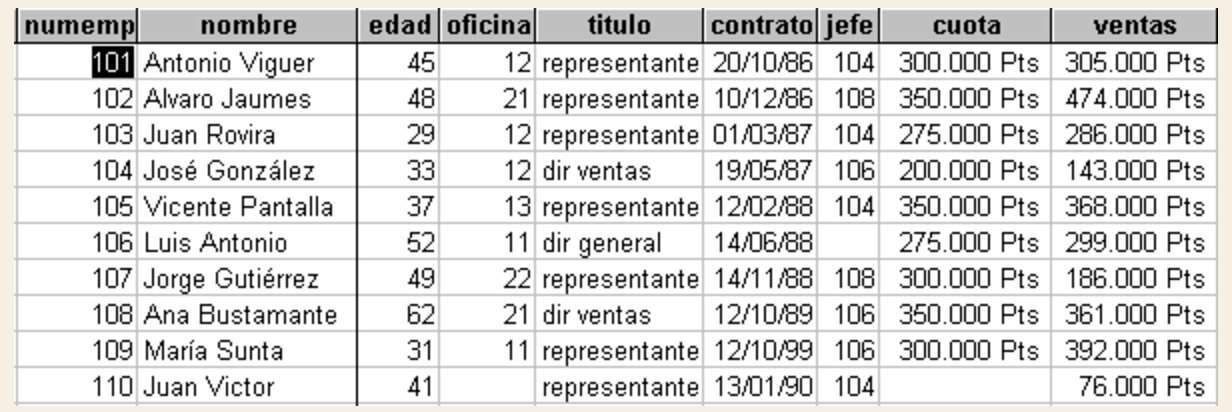 numemp nombre edad oficina titulo contrato jefe cuota ventas
101 Antonio Viguer 45 12 representante 20/10/86 104 300.000 Pts 305.000 Pts
102 Alvaro Jaumes 48 21 representante 10/12/86 108 350.000 Pts 474.000 Pts
103 Juan Rovira 29 12 representante 01/03/87 104 275.000 Pts 286.000 Pts
104 José González 33 12 dir ventas 19/05/87 106 200.000 Pts 143.000 Pts
105 Vicente Pantalla 37 13 representante 12/02/88 104 350.000 Pts 368.000 Pts
106 Luis Antonio 52 11 dir general 14/06/88 275.000 Pts 299.000 Pts
107 Jorge Gutiérrez 49 22 representante 14/11/88 108 300.000 Pts 186.000 Pts
108 Ana Bustamante 62 21 dir ventas 12/10/89 106 350.000 Pts 361.000 Pts
109 María Sunta 31 11 representante 12/10/99 106 300.000 Pts 392.000 Pts
110 Juan Victor 41 representante 13/01/90 104 76.000 Pts